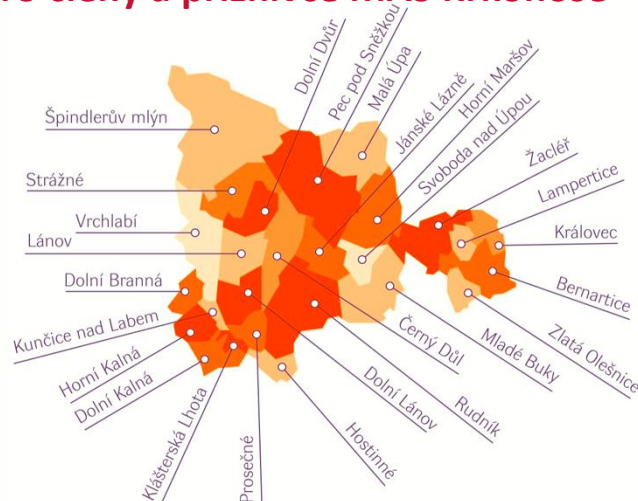 Dolní Dvůr
Pec pod Sněžkou
Malá Úpa
Jánské Lázně
Horní Maršov
Svoboda nad Úpou
Žacléř
Lampertice
Královec
Bernartice
Zlatá Olešnice
Mladé Buky
Černý Důl
Rudník
Dolní Lánov
Hostinné
Prosečné
Klášterská Lhota
Dolní Kalná
Horní Kalná
Kunčice nad Labem
Dolní Branná
Lánov
Vrchlabí
Strážné
Špindlerův mlýn